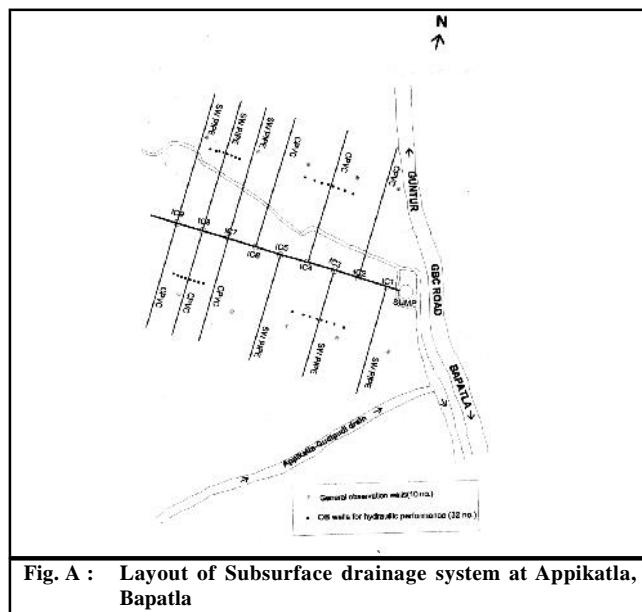 N
SW PIPE
SW PIPE
SW PIPE
CPVC
CPVC
CPVC
GUNTUR
GBC ROAD
BAPATLA
IC9
IC8
IC7
IC6
IC5
IC4
IC3
IC2
IC1
SUMP
CPVC
CPVC
CPVC
SW PIPE
SW PIPE
SW PIPE
Appikatla
drain
General observation wells(10 no.)
OB wells for hydraulic performance (32 no.)
Fig. A : Layout of Subsurface drainage system at Appikatla,
Bapatla